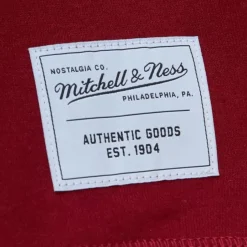 NOSTALGIA CO.
Mitchell & Ness
PHILADELPHIA, PA.
AUTHENTIC GOODS
EST. 1904